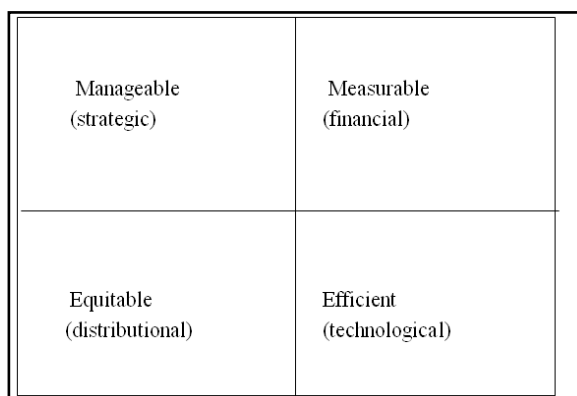 Manageable
(strategic)
Measurable
(financial)
Equitable
(distributional)
Efficient
(technological)